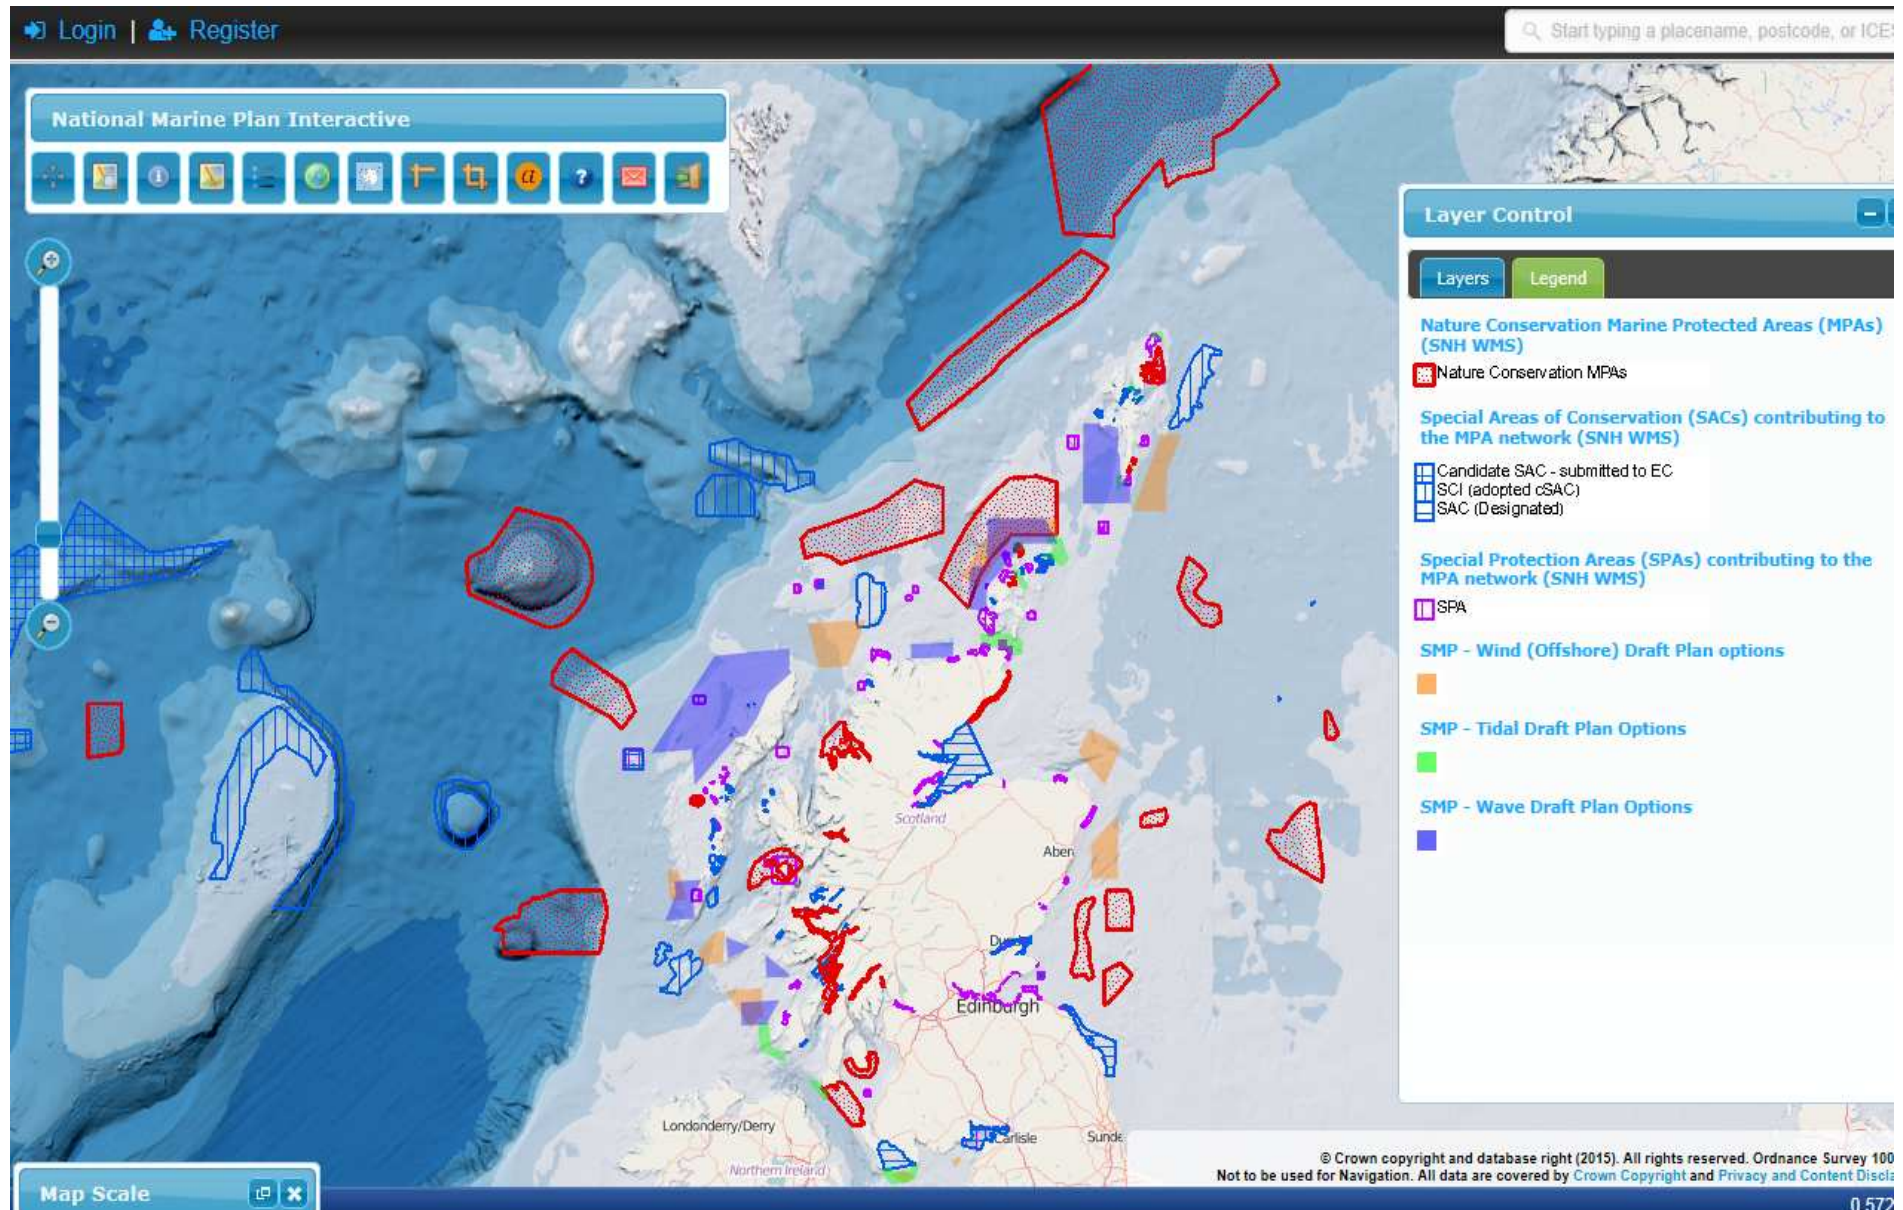 Login | Register
Start typing a placename, postcode, or ICES
National Marine Plan Interactive
Layer Control
Layers Legend
Nature Conservation Marine Protected Areas (MPAs)
(SNH WMS)
Nature Conservation MPAs
Special Areas of Conservation (SACs) contributing to
the MPA network (SNH WMS)
Candidate SAC - submitted to EC
SCI (adopted cSAC)
SAC (Designated)
Special Protection Areas (SPAs) contributing to the
MPA network (SNH WMS)
SPA
SMP - Wind (Offshore) Draft Plan options
SMP - Tidal Draft Plan Options
SMP - Wave Draft Plan Options
Scotland
Aber
Edinburgh
Londonderry/Derry
Carlisle
Sunde
Northern Ireland
© Crown copyright and database right (2015). All rights reserved. Ordnance Survey 100
Not to be used for Navigation. All data are covered by Crown Copyright and Privacy and Content Discla
Map Scale
0.572